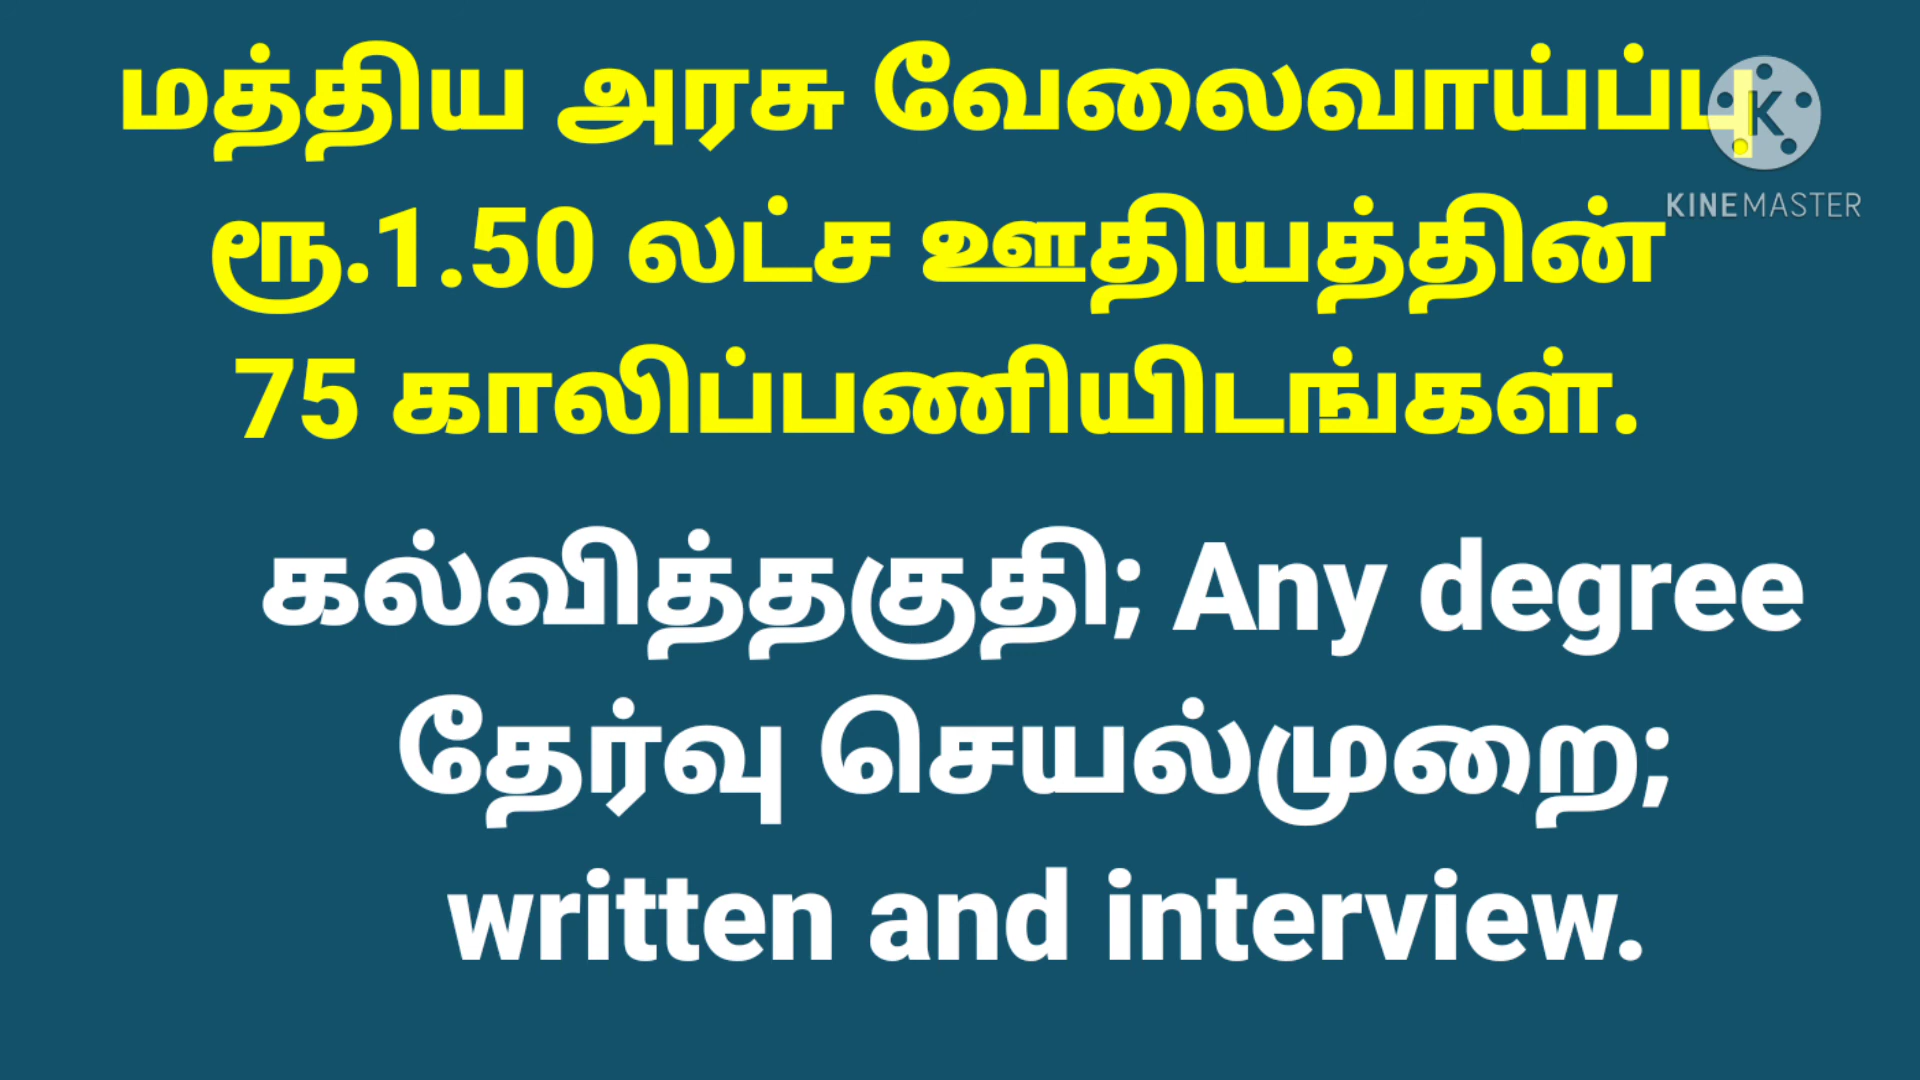 மத்திய அரசு வேலைவாய்ப்பு
ரூ.1.50 லட்ச ஊதியத்தின்
75 காலிப்பணியிடங்கள்.
கல்வித்தகுதி; Any degree
தேர்வு செயல்முறை;
written and interview.
K
KINEMASTER